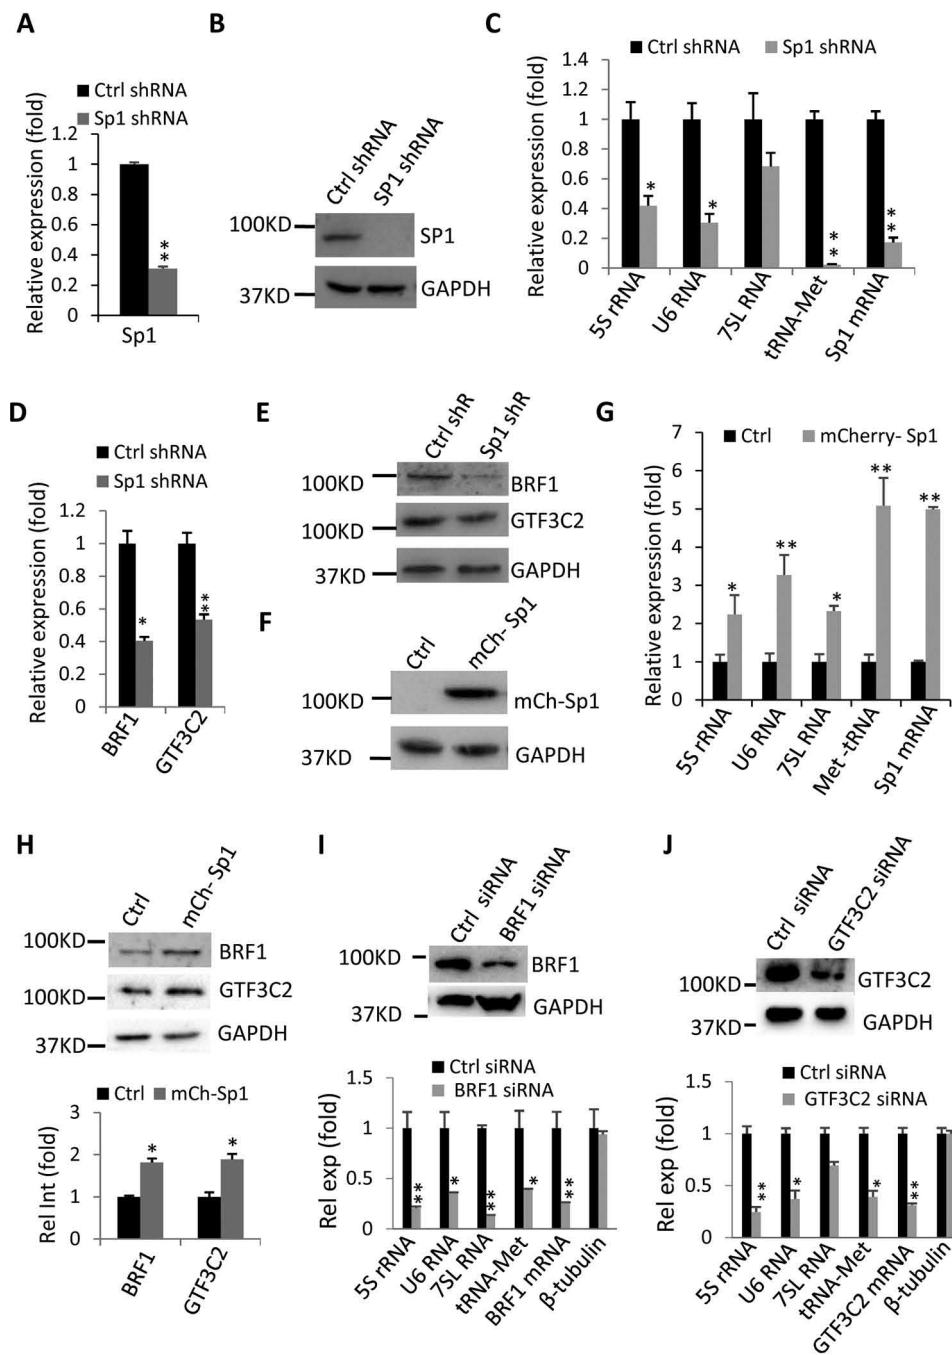 A
Ctrl shRNA
Sp1 shRNA
Relative expression (fold)
1.2
1
0.8
0.6
0.4
0.2
0
**
Sp1
B
Ctrl shRNA
SP1 shRNA
100KD
SP1
37KD
GAPDH
C
Ctrl shRNA
Sp1 shRNA
Relative expression (fold)
1.4
1.2
1
0.8
0.6
0.4
0.2
0
*
*
**
**
5S rRNA
U6 RNA
7SL RNA
tRNA-Met
Sp1 mRNA
D
Ctrl shRNA
Sp1 shRNA
Relative expression (fold)
1.2
1
0.8
0.6
0.4
0.2
0
*
**
BRF1
GTF3C2
E
Ctrl shR
Sp1 shR
100KD
BRF1
100KD
GTF3C2
37KD
GAPDH
F
Ctrl
mCh- Sp1
100KD
mCh-Sp1
37KD
GAPDH
G
Ctrl
mCherry- Sp1
Relative expression (fold)
7
6
5
4
3
2
1
0
*
**
*
**
**
5S rRNA
U6 RNA
7SL RNA
Met -tRNA
Sp1 mRNA
H
Ctrl
mCh- Sp1
100KD
BRF1
100KD
GTF3C2
37KD
GAPDH
Ctrl
mCh-Sp1
Rel Int (fold)
3
2
1
0
*
*
BRF1
GTF3C2
I
Ctrl siRNA
BRF1 siRNA
100KD
BRF1
37KD
GAPDH
Ctrl siRNA
BRF1 siRNA
Rel exp (fold)
1.5
1
0.5
0
**
*
**
*
**
5S rRNA
U6 RNA
7SL RNA
tRNA-Met
BRF1 mRNA
β-tubulin
J
Ctrl siRNA
GTF3C2 siRNA
100KD
GTF3C2
37KD
GAPDH
Ctrl siRNA
GTF3C2 siRNA
Rel exp (fold)
1.5
1
0.5
0
**
*
*
**
5S rRNA
U6 RNA
7SL RNA
tRNA-Met
GTF3C2 mRNA
β-tubulin